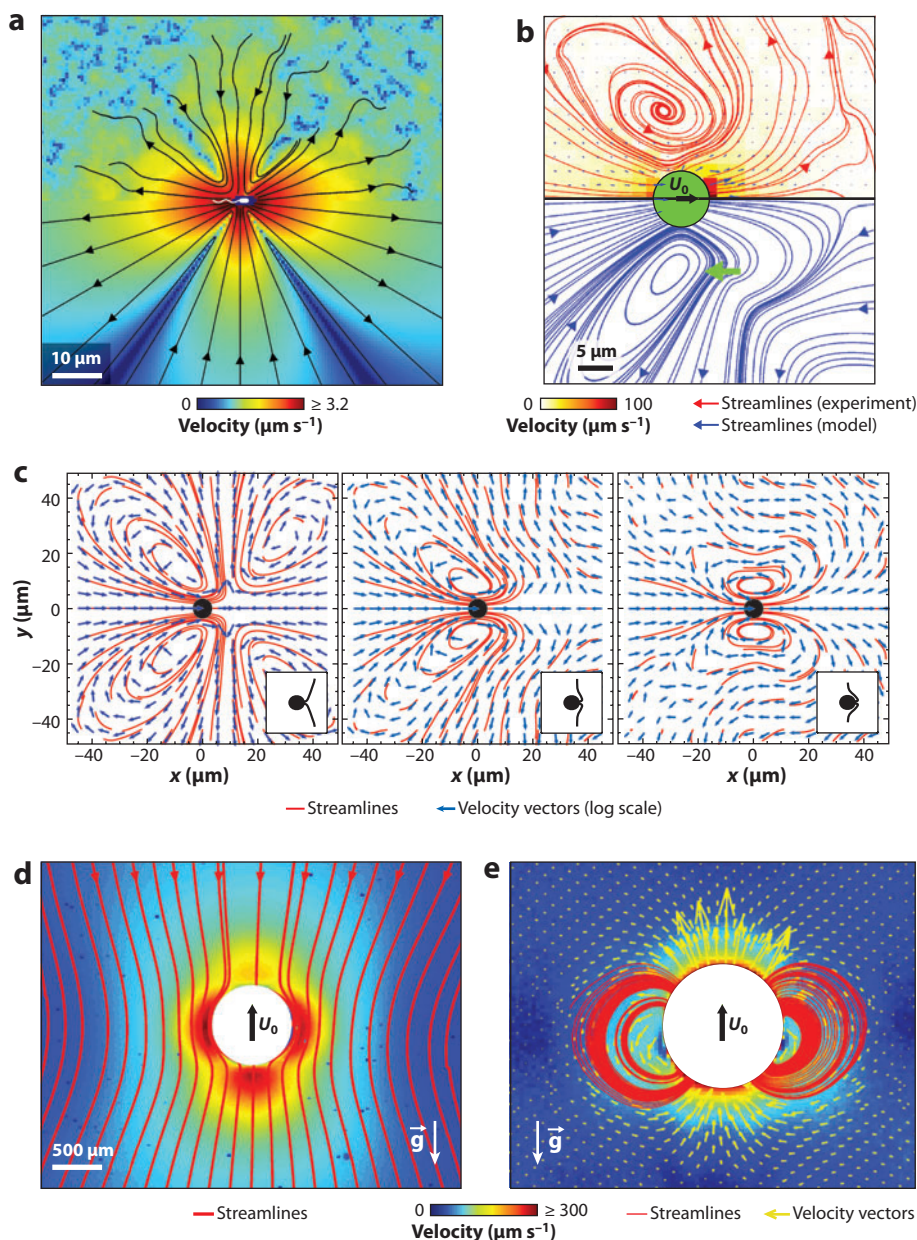 a
10 µm
0 ≥ 3.2
Velocity (µm s⁻¹)
b
U₀
5 µm
0 100
Velocity (µm s⁻¹)
Streamlines (experiment)
Streamlines (model)
c
y (µm)
40
20
0
−20
−40
−40 −20 0 20 40
−40 −20 0 20 40
−40 −20 0 20 40
x (µm)
x (µm)
x (µm)
Streamlines
Velocity vectors (log scale)
d
U₀
500 µm
g
e
U₀
g
Streamlines
0 ≥ 300
Velocity (µm s⁻¹)
Streamlines
Velocity vectors